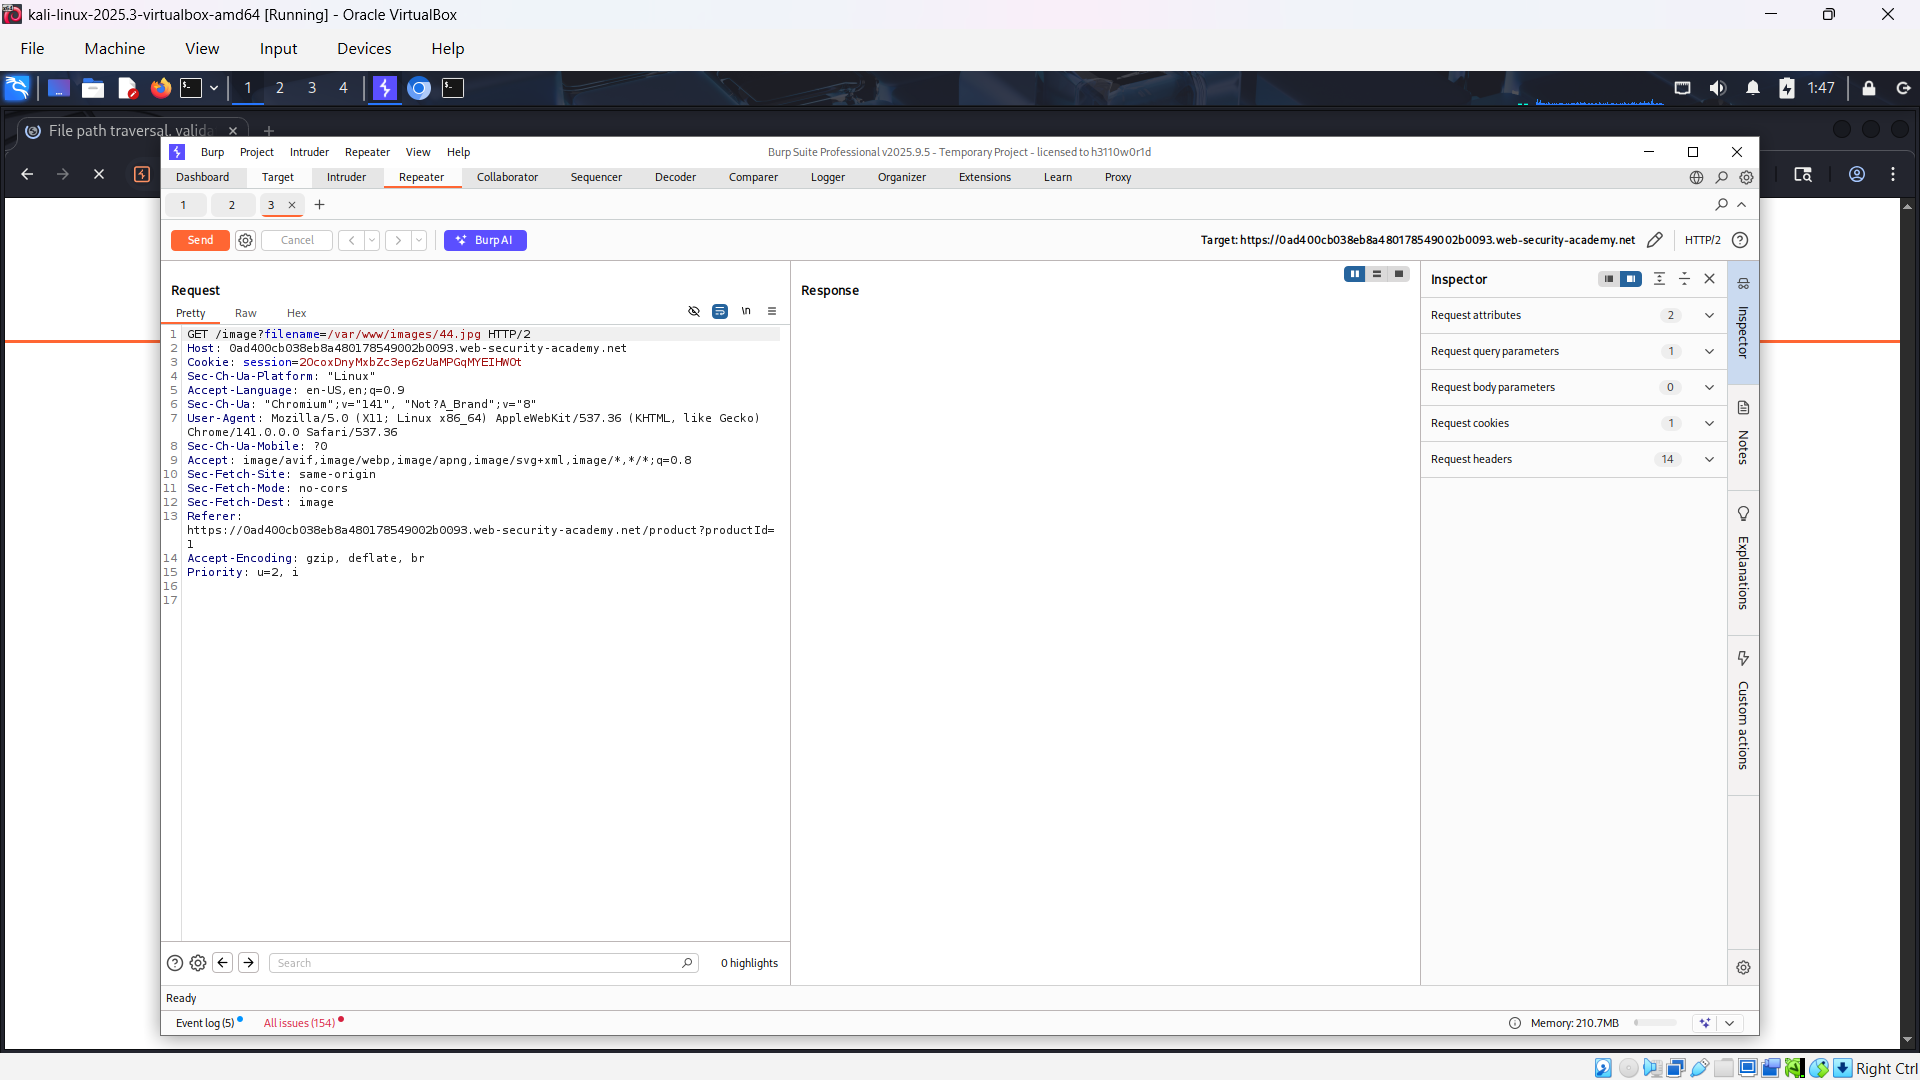 kali-linux-2025.3-virtualbox-amd64 [Running] - Oracle VirtualBox
File Machine View Input Devices Help
1 2 3 4 1:47
File path traversal, valida
Burp Project Intruder Repeater View Help Burp Suite Professional v2025.9.5 - Temporary Project - licensed to h3110w0r1d
Dashboard Target Intruder Repeater Collaborator Sequencer Decoder Comparer Logger Organizer Extensions Learn Proxy
1 2 3
Send Cancel Burp AI Target: https://0ad400cb038eb8a480178549002b0093.web-security-academy.net HTTP/2
Request
Pretty Raw Hex \n
1 GET /image?filename=/var/www/images/44.jpg HTTP/2
2 Host: 0ad400cb038eb8a480178549002b0093.web-security-academy.net
3 Cookie: session=2OcoxDnyMxbZc3ep6zUaMPGqMYEIHWOt
4 Sec-Ch-Ua-Platform: "Linux"
5 Accept-Language: en-US,en;q=0.9
6 Sec-Ch-Ua: "Chromium";v="141", "Not?A_Brand";v="8"
7 User-Agent: Mozilla/5.0 (X11; Linux x86_64) AppleWebKit/537.36 (KHTML, like Gecko)
Chrome/141.0.0.0 Safari/537.36
8 Sec-Ch-Ua-Mobile: ?0
9 Accept: image/avif,image/webp,image/apng,image/svg+xml,image/*,*/*;q=0.8
10 Sec-Fetch-Site: same-origin
11 Sec-Fetch-Mode: no-cors
12 Sec-Fetch-Dest: image
13 Referer:
https://0ad400cb038eb8a480178549002b0093.web-security-academy.net/product?productId=
1
14 Accept-Encoding: gzip, deflate, br
15 Priority: u=2, i
16
17
Search 0 highlights
Response
Inspector
Request attributes 2
Request query parameters 1
Request body parameters 0
Request cookies 1
Request headers 14
Inspector
Notes
Explanations
Custom actions
Ready
Event log (5) All issues (154) Memory: 210.7MB
Right Ctrl